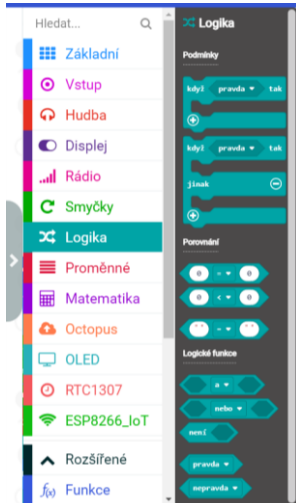 Hledat...
Základní
Vstup
Hudba
Displej
Rádio
Smyčky
Logika
Proměnné
Matematika
Octopus
OLED
RTC1307
ESP8266_IoT
Rozšířené
Funkce
Logika
Podmínky
když pravda tak
když pravda tak
jinak
Porovnání
0 = 0
0 < 0
" " = " "
Logické funkce
a
nebo
není
pravda
nepravda